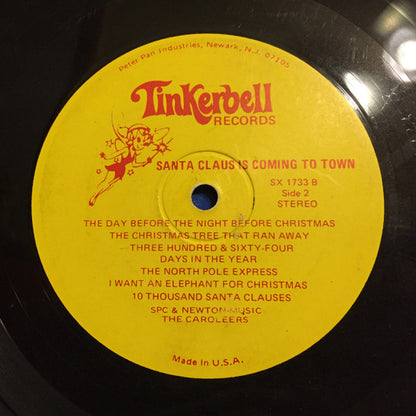 Peter Pan Industries, Newark, N.J. 07105
Tinkerbell
RECORDS
SANTA CLAUS IS COMING TO TOWN
SX 1733 B
Side 2
STEREO
THE DAY BEFORE THE NIGHT BEFORE CHRISTMAS
THE CHRISTMAS TREE THAT RAN AWAY
THREE HUNDRED & SIXTY-FOUR
DAYS IN THE YEAR
THE NORTH POLE EXPRESS
I WANT AN ELEPHANT FOR CHRISTMAS
10 THOUSAND SANTA CLAUSES
SPC & NEWTON MUSIC
THE CAROLEERS
Made in U.S.A.